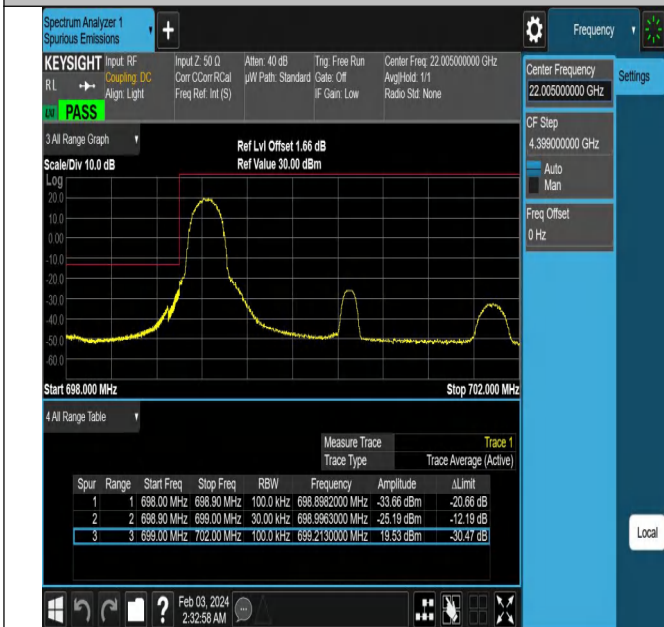 Spectrum Analyzer 1
Spurious Emissions
Frequency
KEYSIGHT Input: RF Input Z: 50 Ω Atten: 40 dB Trig: Free Run Center Freq: 22.005000000 GHz
RL Coupling: DC Corr CCorr RCal µW Path: Standard Gate: Off Avg|Hold: 1/1
Align: Light Freq Ref: Int (S) IF Gain: Low Radio Std: None
PASS
Center Frequency
22.005000000 GHz
Settings
CF Step
4.399000000 GHz
Auto
Man
Freq Offset
0 Hz
3 All Range Graph
Ref Lvl Offset 1.66 dB
Scale/Div 10.0 dB Ref Value 30.00 dBm
Log
20.0
10.0
0.00
-10.0
-20.0
-30.0
-40.0
-50.0
-60.0
Start 698.000 MHz Stop 702.000 MHz
4 All Range Table
Measure Trace Trace 1
Trace Type Trace Average (Active)
Spur Range Start Freq Stop Freq RBW Frequency Amplitude ΔLimit
1 1 698.00 MHz 698.90 MHz 100.0 kHz 698.8982000 MHz -33.66 dBm -20.66 dB
2 2 698.90 MHz 699.00 MHz 30.00 kHz 698.9963000 MHz -25.19 dBm -12.19 dB
3 3 699.00 MHz 702.00 MHz 100.0 kHz 699.2130000 MHz 19.53 dBm -30.47 dB
Local
Feb 03, 2024
2:32:58 AM